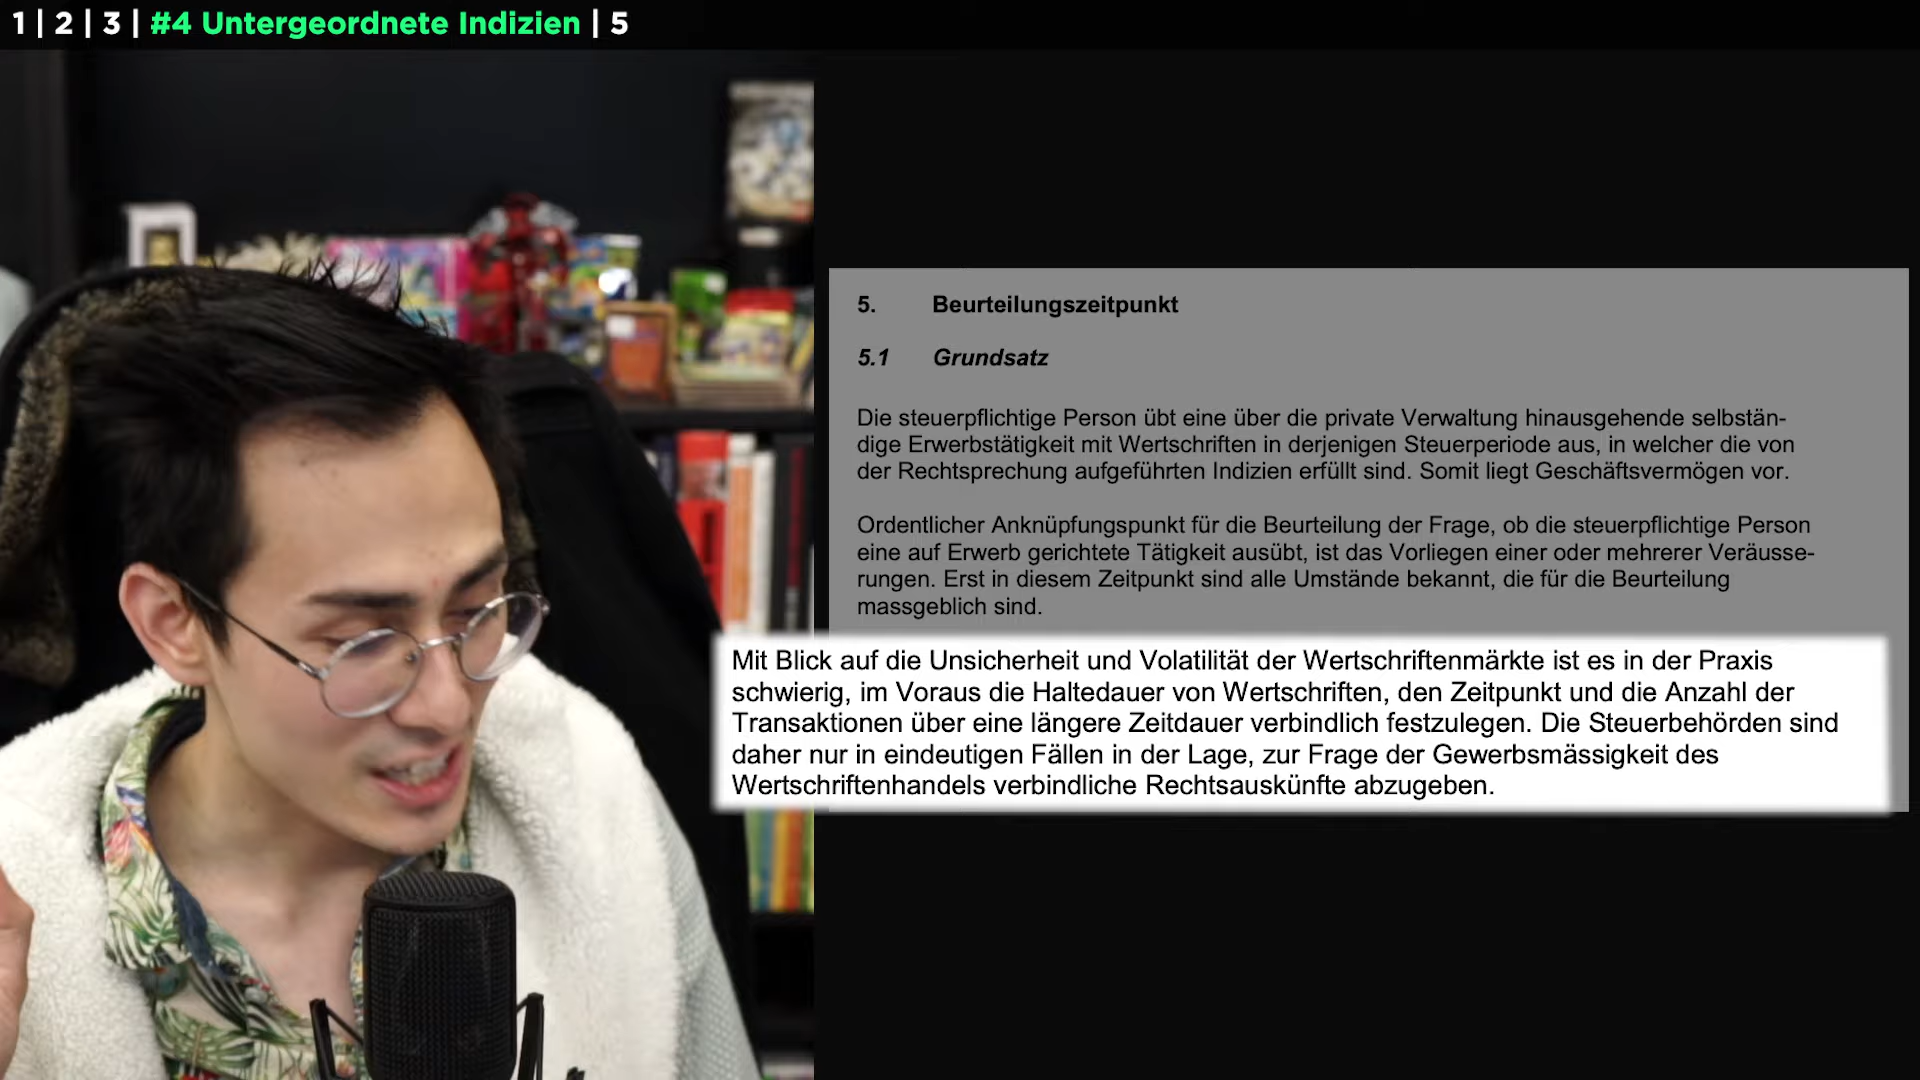 1 | 2 | 3 | #4 Untergeordnete Indizien | 5
5. Beurteilungszeitpunkt
5.1 Grundsatz
Die steuerpflichtige Person übt eine über die private Verwaltung hinausgehende selbstän-
dige Erwerbstätigkeit mit Wertschriften in derjenigen Steuerperiode aus, in welcher die von
der Rechtsprechung aufgeführten Indizien erfüllt sind. Somit liegt Geschäftsvermögen vor.
Ordentlicher Anknüpfungspunkt für die Beurteilung der Frage, ob die steuerpflichtige Person
eine auf Erwerb gerichtete Tätigkeit ausübt, ist das Vorliegen einer oder mehrerer Veräusse-
rungen. Erst in diesem Zeitpunkt sind alle Umstände bekannt, die für die Beurteilung
massgeblich sind.
Mit Blick auf die Unsicherheit und Volatilität der Wertschriftenmärkte ist es in der Praxis
schwierig, im Voraus die Haltedauer von Wertschriften, den Zeitpunkt und die Anzahl der
Transaktionen über eine längere Zeitdauer verbindlich festzulegen. Die Steuerbehörden sind
daher nur in eindeutigen Fällen in der Lage, zur Frage der Gewerbsmässigkeit des
Wertschriftenhandels verbindliche Rechtsauskünfte abzugeben.